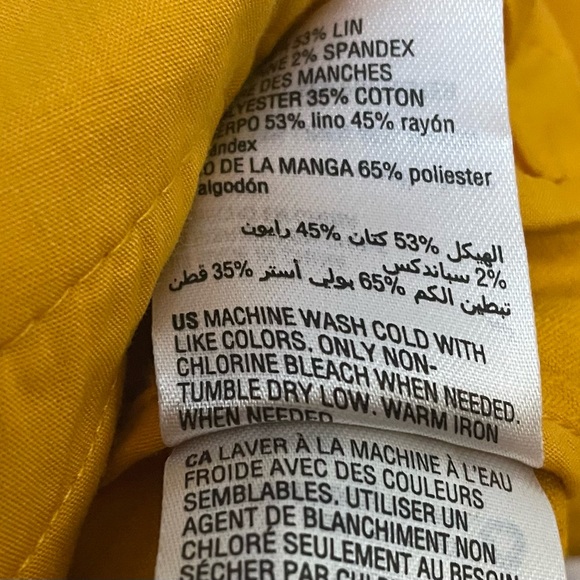 53% LIN
2% SPANDEX
DES MANCHES
35% COTON
53% lino 45% rayón
DE LA MANGA 65% poliester
algodón
الهيكل 53% كتان 45% رايون
2% سباندكس
تبطين الكم 65% بولي أستر 35% قطن
US MACHINE WASH COLD WITH
LIKE COLORS. ONLY NON-
CHLORINE BLEACH WHEN NEEDED.
TUMBLE DRY LOW. WARM IRON
WHEN NEEDED
CA LAVER À LA MACHINE À L'EAU
FROIDE AVEC DES COULEURS
SEMBLABLES. UTILISER UN
AGENT DE BLANCHIMENT NON
CHLORÉ SEULEMENT AU BESOIN
SÉCHER PAR